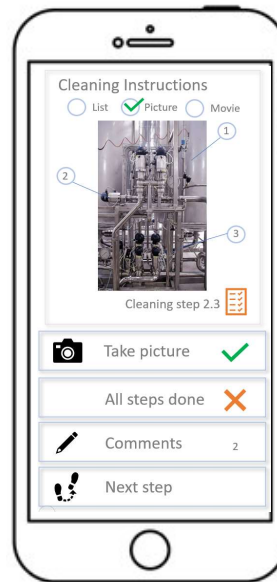 Cleaning Instructions
List Picture Movie
1
2
3
Cleaning step 2.3
Take picture
All steps done
Comments 2
Next step